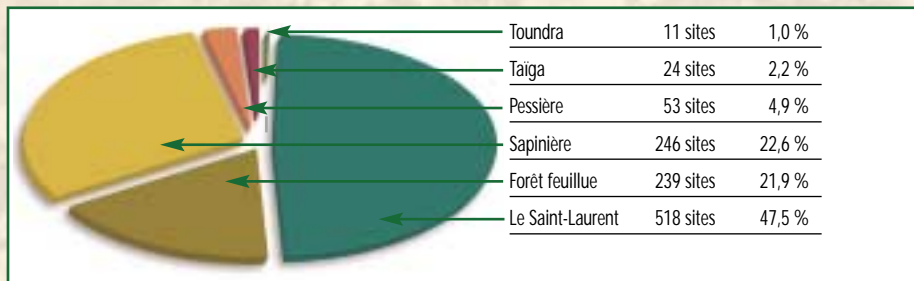 Toundra 11 sites 1,0 %
Taïga 24 sites 2,2 %
Pessière 53 sites 4,9 %
Sapinière 246 sites 22,6 %
Forêt feuillue 239 sites 21,9 %
Le Saint-Laurent 518 sites 47,5 %